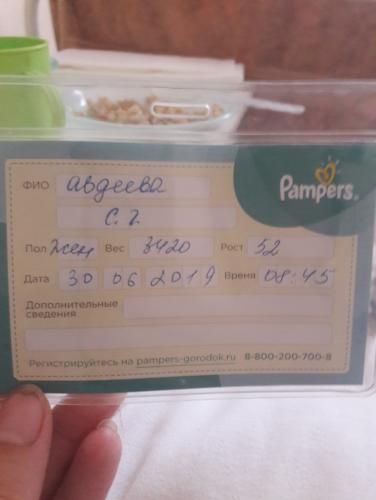 Pampers®
ФИО Авдеева
С. Г.
Пол Жен Вес 3420 Рост 52
Дата 30 06 2019 Время 08:45
Дополнительные
сведения
Регистрируйтесь на pampers-gorodok.ru 8-800-200-700-8